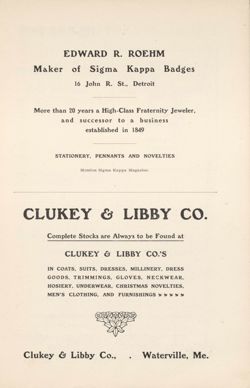 EDWARD R. ROEHM
Maker of Sigma Kappa Badges
16 John R. St., Detroit
More than 20 years a High-Class Fraternity Jeweler,
and successor to a business
established in 1849
STATIONERY, PENNANTS AND NOVELTIES
Mention Sigma Kappa Magazine
CLUKEY & LIBBY CO.
Complete Stocks are Always to be Found at
CLUKEY & LIBBY CO.'S
IN COATS, SUITS, DRESSES, MILLINERY, DRESS
GOODS, TRIMMINGS, GLOVES, NECKWEAR,
HOSIERY, UNDERWEAR, CHRISTMAS NOVELTIES,
MEN'S CLOTHING, AND FURNISHINGS
Clukey & Libby Co., . Waterville, Me.